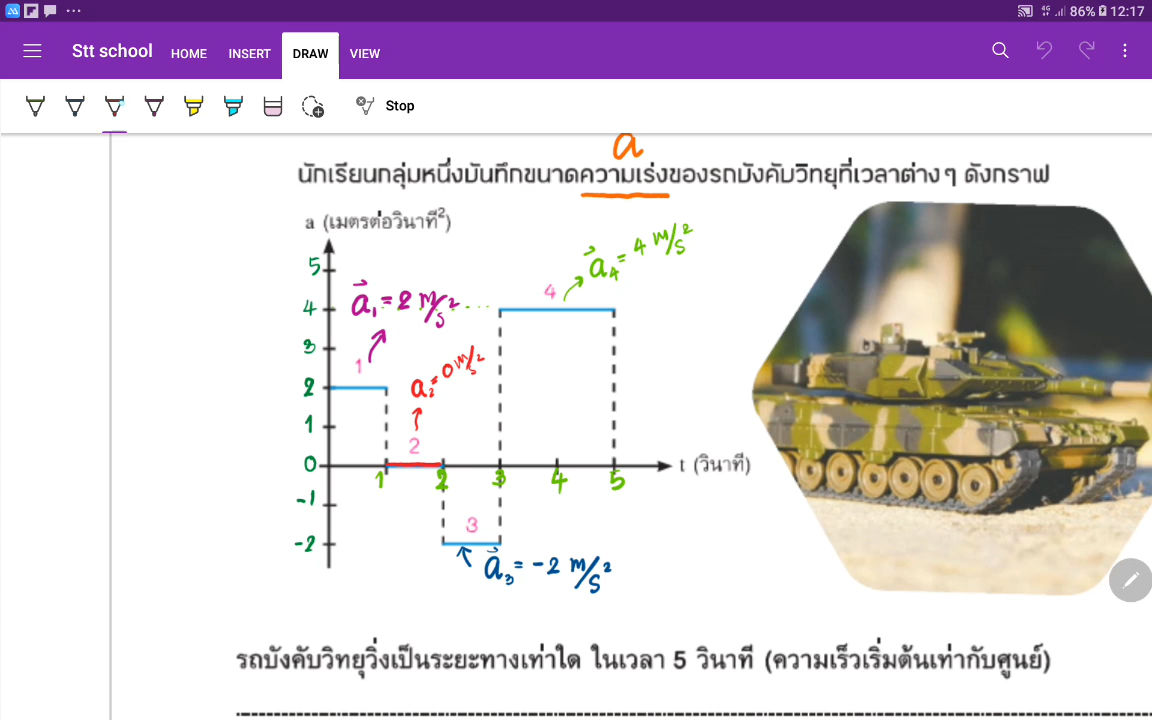 86% 12:17
Stt school HOME INSERT DRAW VIEW
Stop
a
นักเรียนกลุ่มหนึ่งบันทึกขนาดความเร่งของรถบังคับวิทยุที่เวลาต่าง ๆ ดังกราฟ
a (เมตรต่อวินาที²)
5
4
3
2
1
0
-1
-2
a₁ = 2 m/s²
1
a₂ = 0 m/s²
2
3
a₃ = -2 m/s²
4
a₄ = 4 m/s²
1 2 3 4 5
t (วินาที)
รถบังคับวิทยุวิ่งเป็นระยะทางเท่าใด ในเวลา 5 วินาที (ความเร็วเริ่มต้นเท่ากับศูนย์)